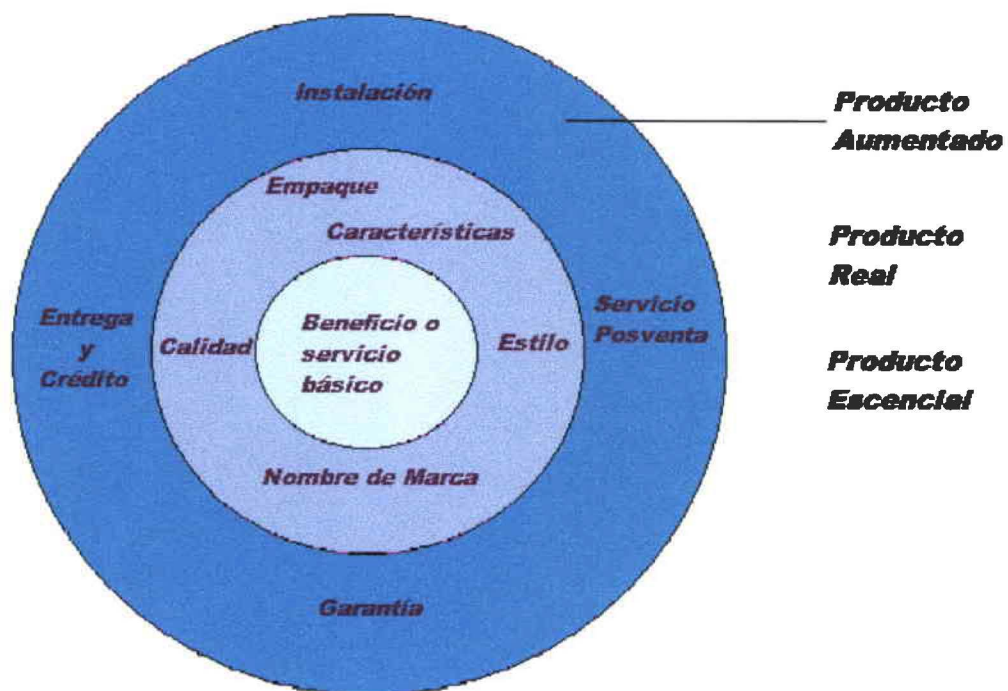 Instalación
Producto
Aumentado
Empaque
Características
Producto
Real
Entrega
y
Crédito
Calidad
Beneficio o
servicio
básico
Estilo
Servicio
Posventa
Producto
Escencial
Nombre de Marca
Garantía